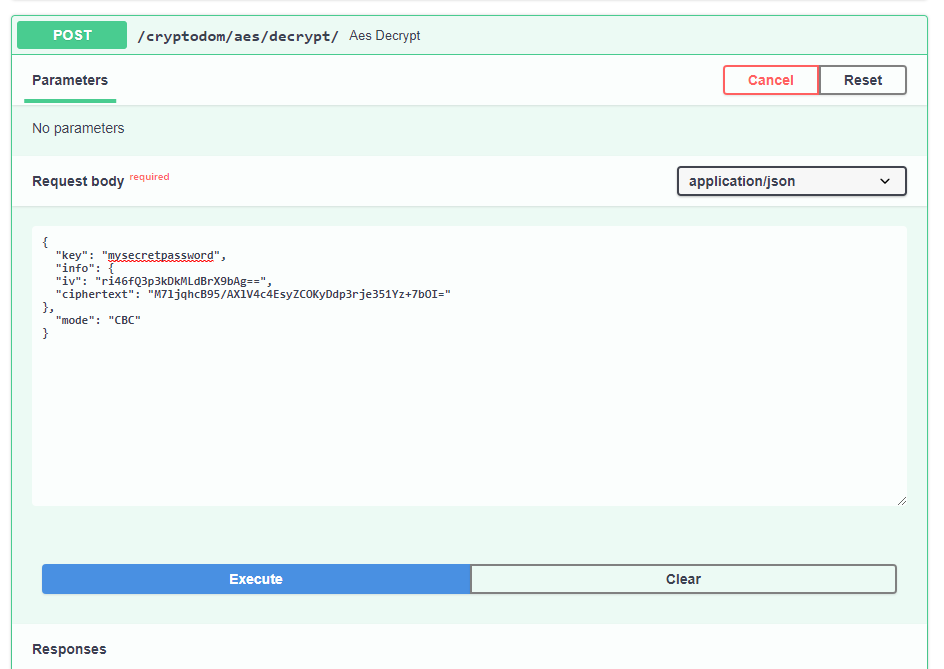 POST /cryptodom/aes/decrypt/ Aes Decrypt
Parameters
Cancel
Reset
No parameters
Request body required
application/json
{
"key": "mysecretpassword",
"info": {
"iv": "ri46fQ3p3kDkMLdBrX9bAg==",
"ciphertext": "M7ljqhcB95/AX1V4c4EsyZCOKyDdp3rje351Yz+7bOI="
},
"mode": "CBC"
}
Execute
Clear
Responses